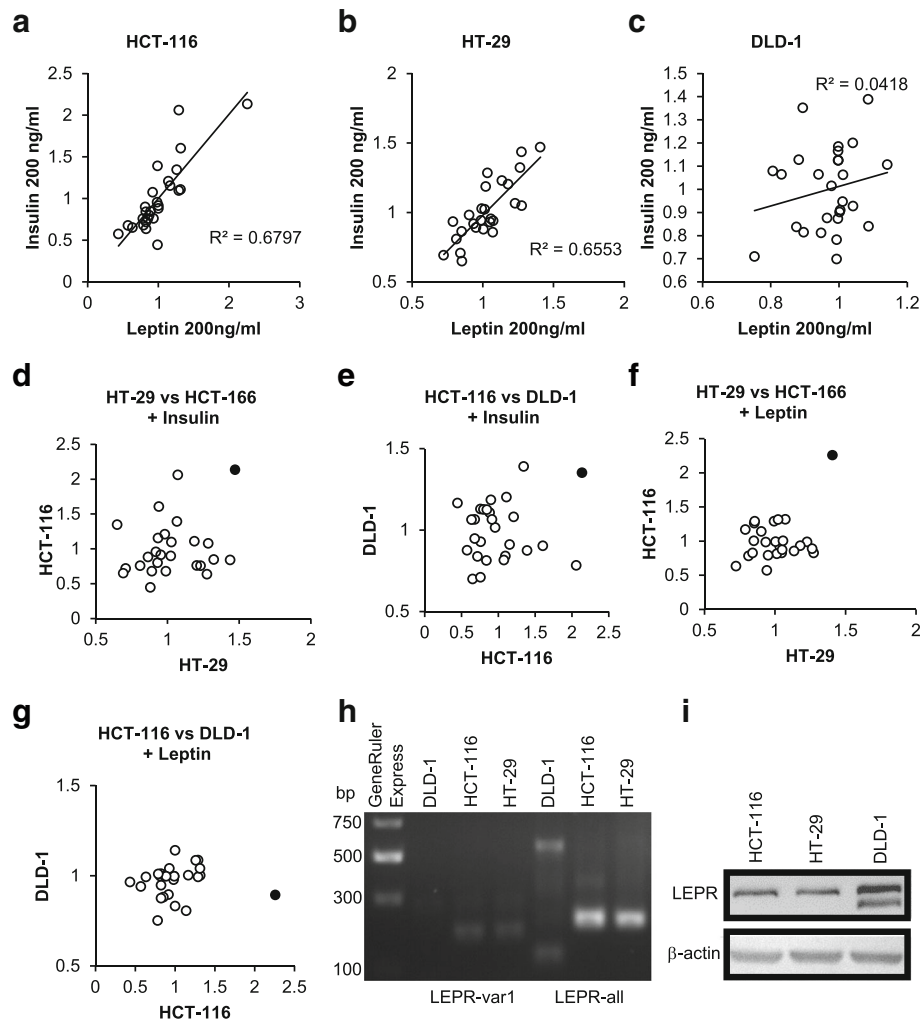 a
HCT-116
Insulin 200 ng/ml
2.5
2
1.5
1
0.5
0
0
1
2
3
R² = 0.6797
Leptin 200ng/ml
b
HT-29
Insulin 200 ng/ml
2
1.5
1
0.5
0.5
1
1.5
2
R² = 0.6553
Leptin 200ng/ml
c
DLD-1
R² = 0.0418
Insulin 200 ng/ml
1.5
1.4
1.3
1.2
1.1
1.0
0.9
0.8
0.7
0.6
0.6
0.8
1
1.2
Leptin 200ng/ml
d
HT-29 vs HCT-166
+ Insulin
HCT-116
2.5
2
1.5
1
0.5
0
0.5
1
1.5
2
HT-29
e
HCT-116 vs DLD-1
+ Insulin
DLD-1
1.5
1
0.5
0
0.5
1
1.5
2
2.5
HCT-116
f
HT-29 vs HCT-166
+ Leptin
HCT-116
2.5
2
1.5
1
0.5
0
0.5
1
1.5
2
HT-29
g
HCT-116 vs DLD-1
+ Leptin
DLD-1
1.5
1
0.5
0
0.5
1
1.5
2
2.5
HCT-116
h
bp
GeneRuler
Express
DLD-1
HCT-116
HT-29
DLD-1
HCT-116
HT-29
750
500
300
100
LEPR-var1
LEPR-all
i
HCT-116
HT-29
DLD-1
LEPR
β-actin